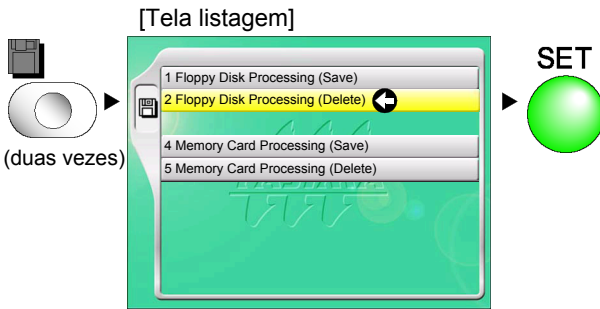 [Tela listagem]
1 Floppy Disk Processing (Save)
2 Floppy Disk Processing (Delete)
4 Memory Card Processing (Save)
5 Memory Card Processing (Delete)
(duas vezes)
SET